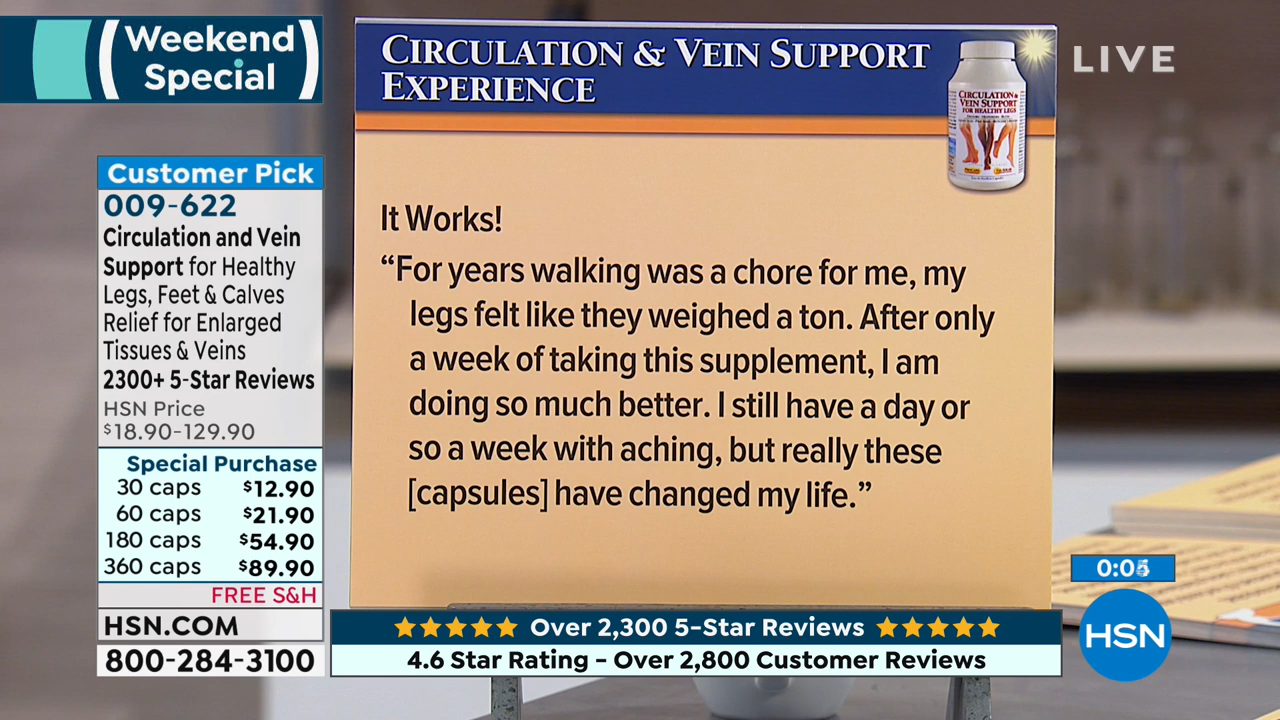 Weekend
Special
CIRCULATION & VEIN SUPPORT
EXPERIENCE
LIVE
CIRCULATION &
VEIN SUPPORT
FOR HEALTHY LEGS
Customer Pick
009-622
Circulation and Vein
Support for Healthy
Legs, Feet & Calves
Relief for Enlarged
Tissues & Veins
2300+ 5-Star Reviews
HSN Price
$18.90-129.90
Special Purchase
30 caps $12.90
60 caps $21.90
180 caps $54.90
360 caps $89.90
FREE S&H
HSN.COM
800-284-3100
It Works!
“For years walking was a chore for me, my
legs felt like they weighed a ton. After only
a week of taking this supplement, I am
doing so much better. I still have a day or
so a week with aching, but really these
[capsules] have changed my life.”
HSN
Over 2,300 5-Star Reviews
4.6 Star Rating – Over 2,800 Customer Reviews